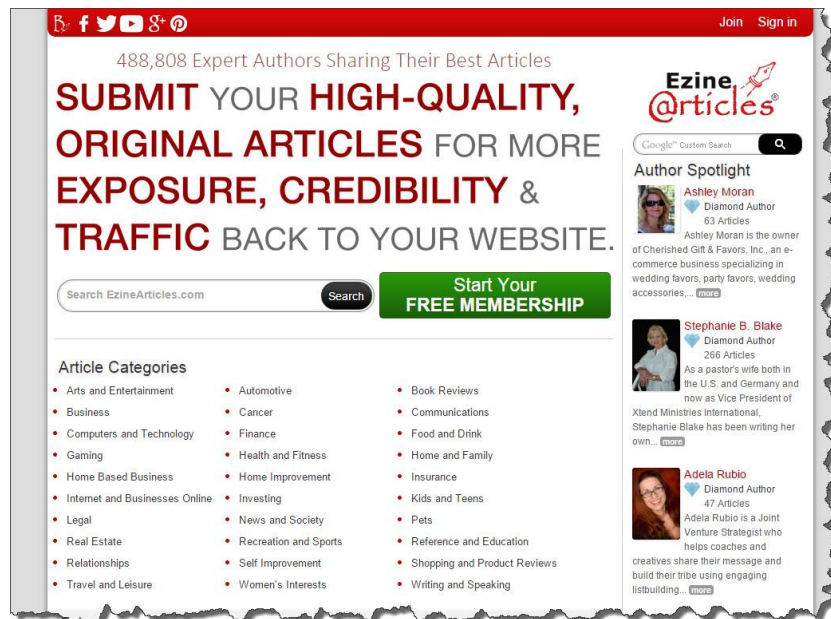 Join Sign in
488,808 Expert Authors Sharing Their Best Articles
SUBMIT YOUR HIGH-QUALITY,
ORIGINAL ARTICLES FOR MORE
EXPOSURE, CREDIBILITY &
TRAFFIC BACK TO YOUR WEBSITE.
Search EzineArticles.com
Search
Start Your
FREE MEMBERSHIP
Article Categories
Arts and Entertainment
Business
Computers and Technology
Gaming
Home Based Business
Internet and Businesses Online
Legal
Real Estate
Relationships
Travel and Leisure
Automotive
Cancer
Finance
Health and Fitness
Home Improvement
Investing
News and Society
Recreation and Sports
Self Improvement
Women's Interests
Book Reviews
Communications
Food and Drink
Home and Family
Insurance
Kids and Teens
Pets
Reference and Education
Shopping and Product Reviews
Writing and Speaking
Ezine
@rticles®
Google™ Custom Search
Author Spotlight
Ashley Moran
Diamond Author
63 Articles
Ashley Moran is the owner
of Cherished Gift & Favors, Inc., an e-
commerce business specializing in
wedding favors, party favors, wedding
accessories,... more
Stephanie B. Blake
Diamond Author
266 Articles
As a pastor's wife both in
the U.S. and Germany and
now as Vice President of
Xtend Ministries International,
Stephanie Blake has been writing her
own... more
Adela Rubio
Diamond Author
47 Articles
Adela Rubio is a Joint
Venture Strategist who
helps coaches and
creatives share their message and
build their tribe using engaging
listbuilding... more